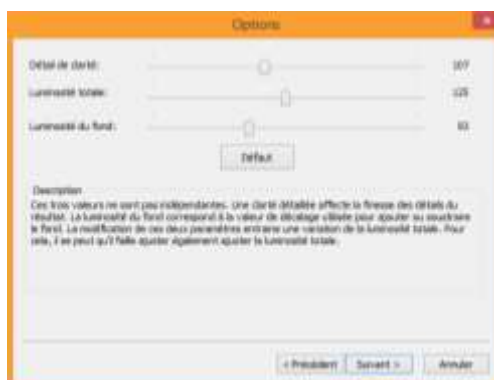 Options
Détail de clarté: 107
Luminosité totale: 125
Luminosité du fond: 93
Défaut
Description
Ces trois valeurs ne sont pas indépendantes. Une clarté détaillée affecte la finesse des détails du
résultat. La luminosité du fond correspond à la valeur de décalage utilisée pour ajouter ou soustraire
le fond. La modification de ces deux paramètres entraine une variation de la luminosité totale. Pour
cela, il se peut qu'il faille ajuster également ajuster la luminosité totale.
< Précédent Suivant > Annuler